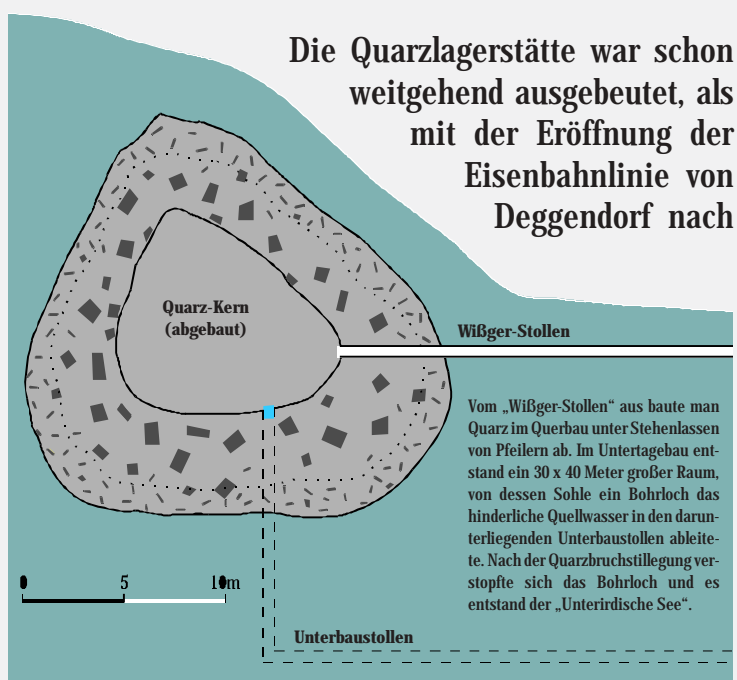 Die Quarzlagerstätte war schon
weitgehend ausgebeutet, als
mit der Eröffnung der
Eisenbahnlinie von
Deggendorf nach
Quarz-Kern
(abgebaut)
Wißger-Stollen
Vom „Wißger-Stollen“ aus baute man
Quarz im Querbau unter Stehenlassen
von Pfeilern ab. Im Untertagebau ent-
stand ein 30 x 40 Meter großer Raum,
von dessen Sohle ein Bohrloch das
hinderliche Quellwasser in den darun-
terliegenden Unterbaustollen ableite-
te. Nach der Quarzbruchstillegung ver-
stopfte sich das Bohrloch und es
entstand der „Unterirdische See“.
0 5 10m
Unterbaustollen